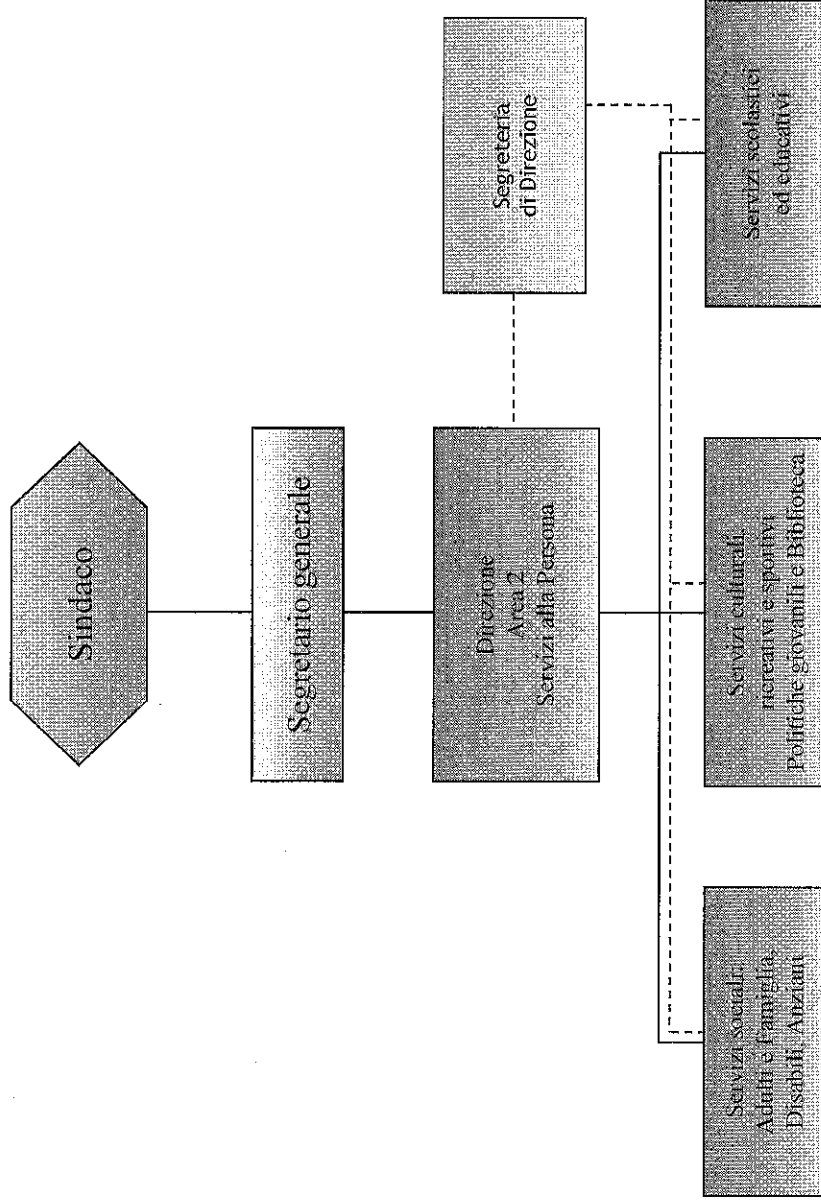 Sindaco
Segretario generale
Direzione
Area 2
Servizi alla Persona
Segreteria
di Direzione
Servizi sociali:
Adulti e Famiglia,
Disabili, Anziani
Servizi culturali,
ricreativi e sportivi
Politiche giovanili e Biblioteca
Servizi scolastici
ed educativi